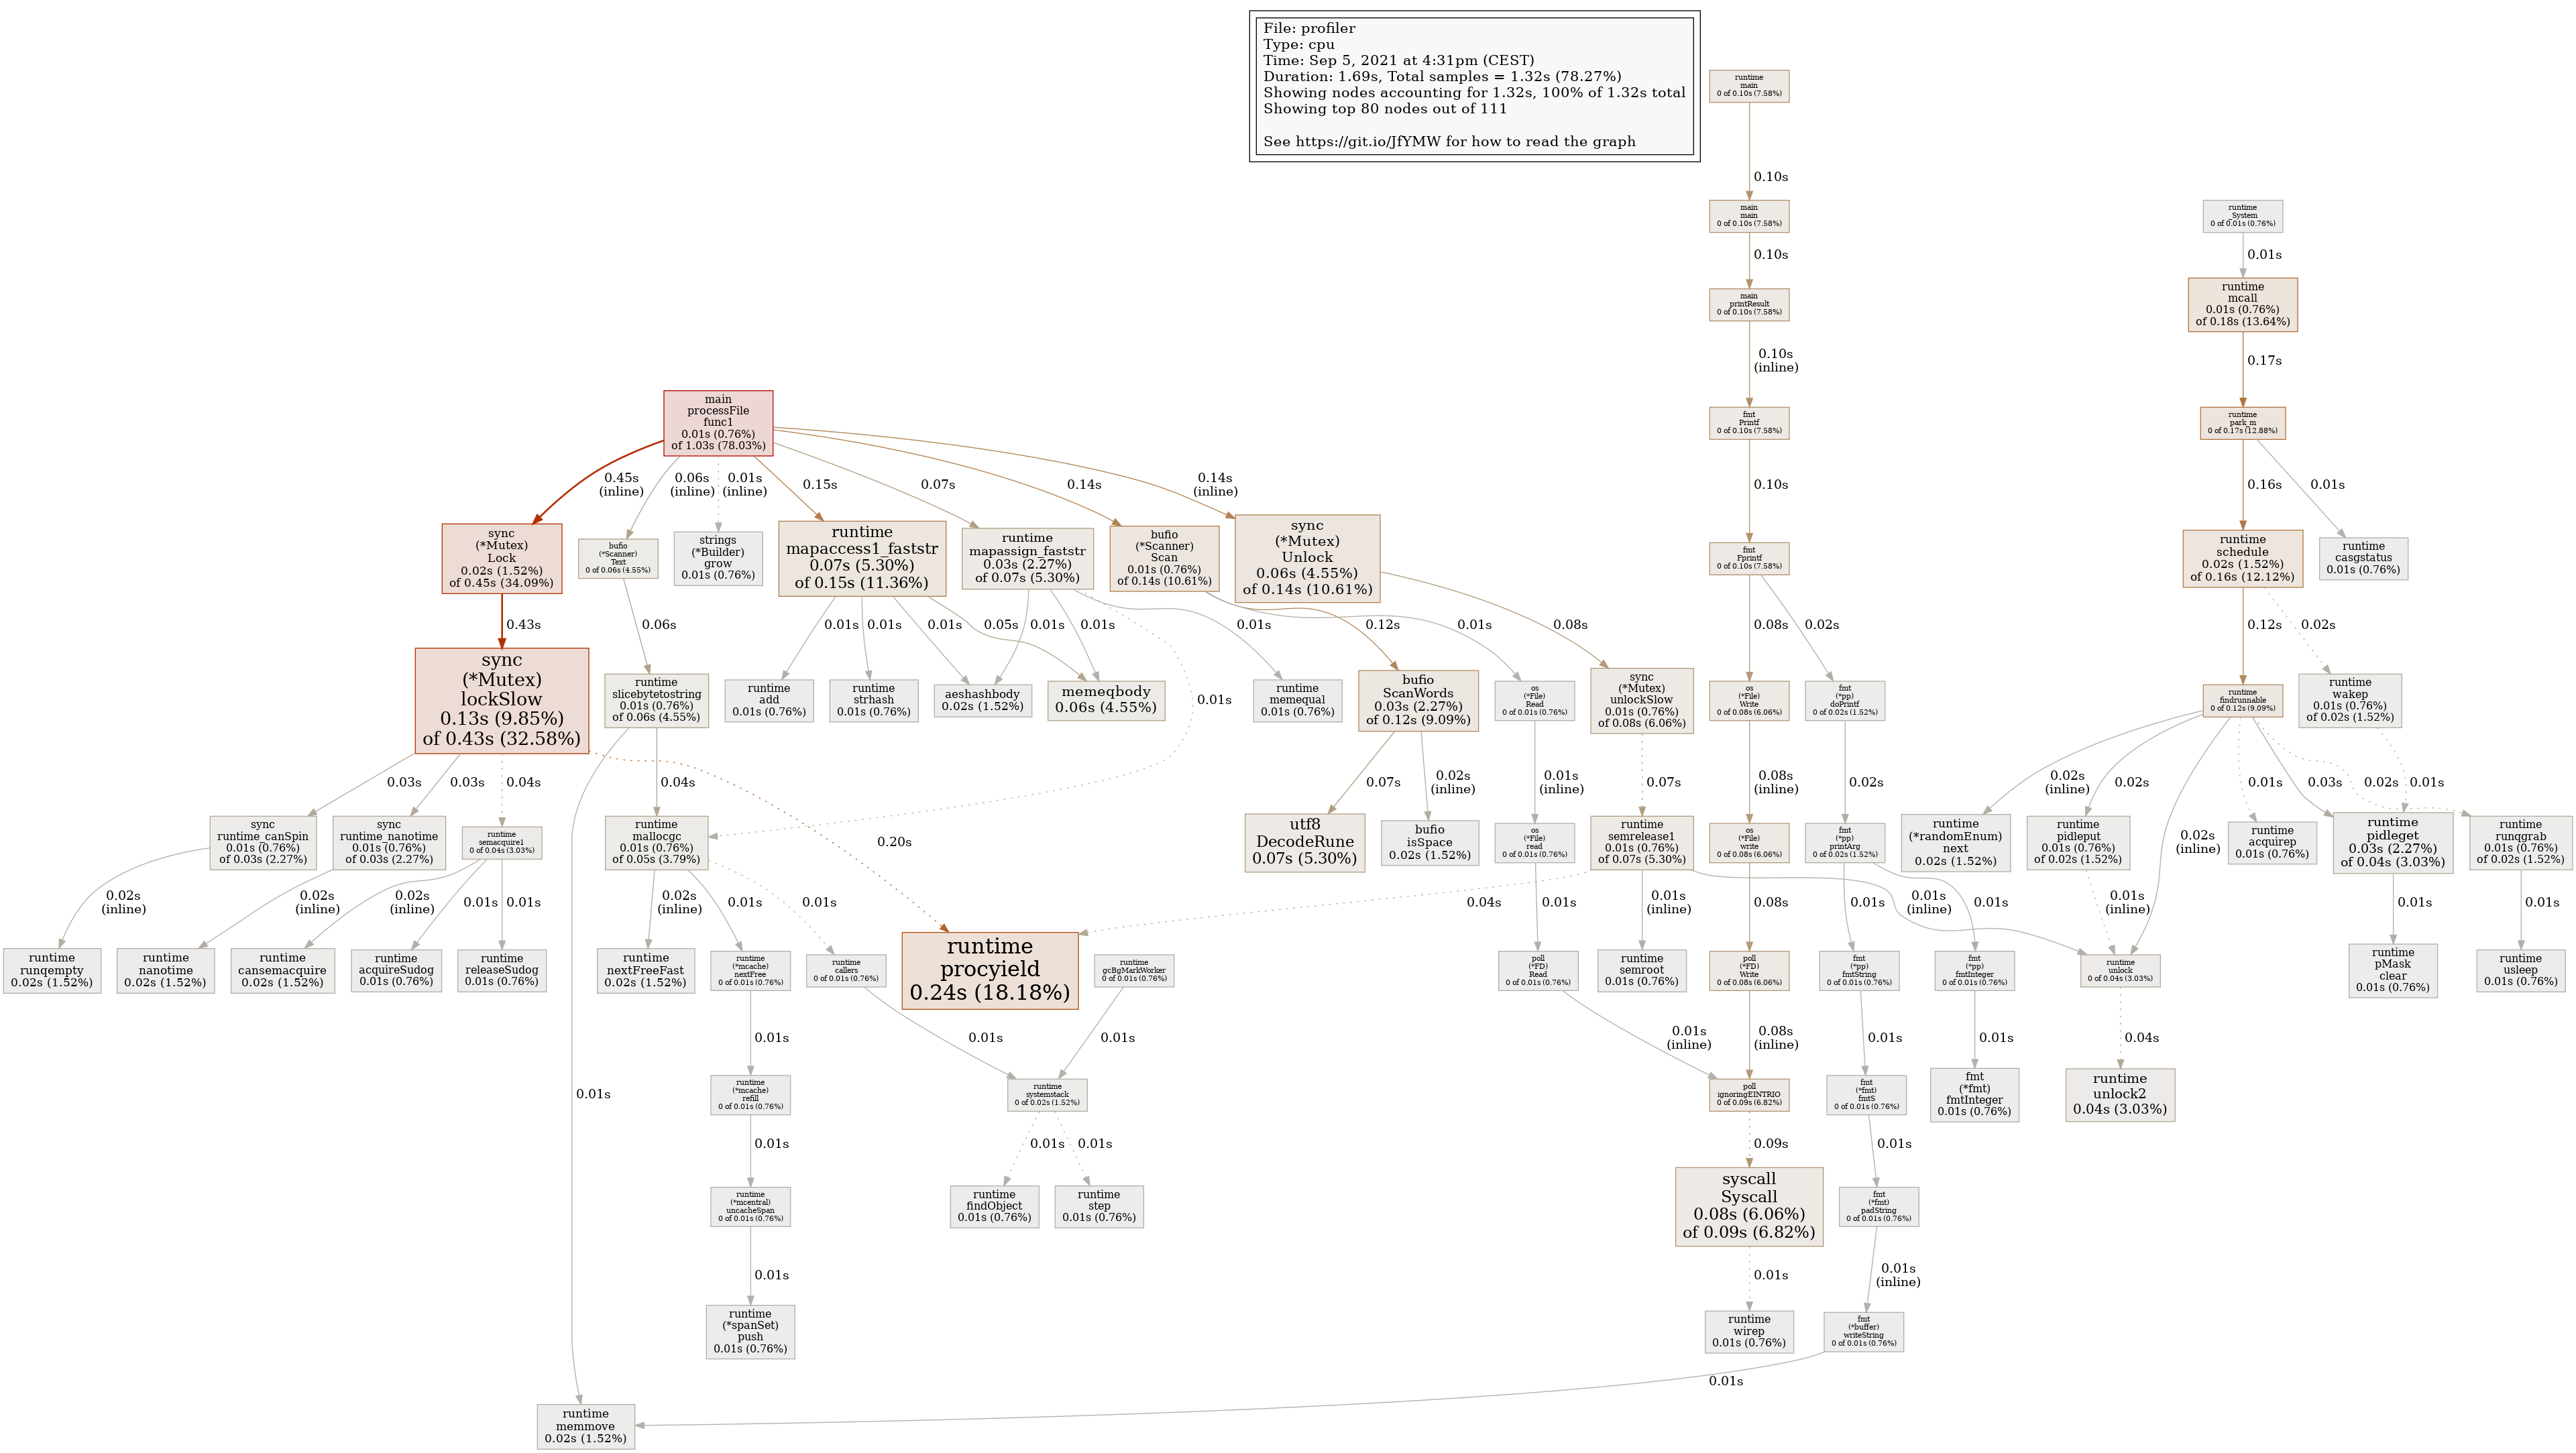 File: profiler
Type: cpu
Time: Sep 5, 2021 at 4:31pm (CEST)
Duration: 1.69s, Total samples = 1.32s (78.27%)
Showing nodes accounting for 1.32s, 100% of 1.32s total
Showing top 80 nodes out of 111
See https://git.io/JfYMW for how to read the graph
runtime
main
0 of 0.10s (7.58%)
0.10s
main
main
0 of 0.10s (7.58%)
runtime
_System
0 of 0.01s (0.76%)
0.10s
0.01s
main
printResult
0 of 0.10s (7.58%)
runtime
mcall
0.01s (0.76%)
of 0.18s (13.64%)
0.10s
(inline)
0.17s
main
processFile
func1
0.01s (0.76%)
of 1.03s (78.03%)
fmt
Printf
0 of 0.10s (7.58%)
runtime
park_m
0 of 0.17s (12.88%)
0.45s
(inline)
0.06s
(inline)
0.01s
(inline)
0.15s
0.07s
0.14s
0.14s
(inline)
0.10s
0.16s
0.01s
sync
(*Mutex)
Lock
0.02s (1.52%)
of 0.45s (34.09%)
bufio
(*Scanner)
Text
0 of 0.06s (4.55%)
strings
(*Builder)
grow
0.01s (0.76%)
runtime
mapaccess1_faststr
0.07s (5.30%)
of 0.15s (11.36%)
runtime
mapassign_faststr
0.03s (2.27%)
of 0.07s (5.30%)
bufio
(*Scanner)
Scan
0.01s (0.76%)
of 0.14s (10.61%)
sync
(*Mutex)
Unlock
0.06s (4.55%)
of 0.14s (10.61%)
fmt
Fprintf
0 of 0.10s (7.58%)
runtime
schedule
0.02s (1.52%)
of 0.16s (12.12%)
runtime
casgstatus
0.01s (0.76%)
0.43s
0.06s
0.01s
0.01s
0.01s
0.05s
0.01s
0.01s
0.01s
0.12s
0.01s
0.08s
0.08s
0.02s
0.12s
0.02s
sync
(*Mutex)
lockSlow
0.13s (9.85%)
of 0.43s (32.58%)
runtime
slicebytetostring
0.01s (0.76%)
of 0.06s (4.55%)
runtime
add
0.01s (0.76%)
runtime
strhash
0.01s (0.76%)
aeshashbody
0.02s (1.52%)
memeqbody
0.06s (4.55%)
0.01s
runtime
memequal
0.01s (0.76%)
bufio
ScanWords
0.03s (2.27%)
of 0.12s (9.09%)
os
(*File)
Read
0 of 0.01s (0.76%)
sync
(*Mutex)
unlockSlow
0.01s (0.76%)
of 0.08s (6.06%)
os
(*File)
Write
0 of 0.08s (6.06%)
fmt
(*pp)
doPrintf
0 of 0.02s (1.52%)
runtime
findrunnable
0 of 0.12s (9.09%)
runtime
wakep
0.01s (0.76%)
of 0.02s (1.52%)
0.03s
0.03s
0.04s
0.04s
0.20s
0.07s
0.02s
(inline)
0.01s
(inline)
0.07s
0.08s
(inline)
0.02s
0.02s
(inline)
0.02s
0.02s
(inline)
0.01s
0.03s
0.02s
0.01s
sync
runtime_canSpin
0.01s (0.76%)
of 0.03s (2.27%)
sync
runtime_nanotime
0.01s (0.76%)
of 0.03s (2.27%)
runtime
semacquire1
0 of 0.04s (3.03%)
runtime
mallocgc
0.01s (0.76%)
of 0.05s (3.79%)
utf8
DecodeRune
0.07s (5.30%)
bufio
isSpace
0.02s (1.52%)
os
(*File)
read
0 of 0.01s (0.76%)
runtime
semrelease1
0.01s (0.76%)
of 0.07s (5.30%)
os
(*File)
write
0 of 0.08s (6.06%)
fmt
(*pp)
printArg
0 of 0.02s (1.52%)
runtime
(*randomEnum)
next
0.02s (1.52%)
runtime
pidleput
0.01s (0.76%)
of 0.02s (1.52%)
runtime
acquirep
0.01s (0.76%)
runtime
pidleget
0.03s (2.27%)
of 0.04s (3.03%)
runtime
runqgrab
0.01s (0.76%)
of 0.02s (1.52%)
0.02s
(inline)
0.02s
(inline)
0.02s
(inline)
0.01s
0.01s
0.02s
(inline)
0.01s
0.01s
0.04s
0.01s
0.01s
(inline)
0.08s
0.01s
(inline)
0.01s
0.01s
0.01s
(inline)
0.01s
0.01s
runtime
runqempty
0.02s (1.52%)
runtime
nanotime
0.02s (1.52%)
runtime
cansemacquire
0.02s (1.52%)
runtime
acquireSudog
0.01s (0.76%)
runtime
releaseSudog
0.01s (0.76%)
runtime
nextFreeFast
0.02s (1.52%)
runtime
(*mcache)
nextFree
0 of 0.01s (0.76%)
runtime
callers
0 of 0.01s (0.76%)
runtime
procyield
0.24s (18.18%)
runtime
gcBgMarkWorker
0 of 0.01s (0.76%)
poll
(*FD)
Read
0 of 0.01s (0.76%)
runtime
semroot
0.01s (0.76%)
poll
(*FD)
Write
0 of 0.08s (6.06%)
fmt
(*pp)
fmtString
0 of 0.01s (0.76%)
fmt
(*pp)
fmtInteger
0 of 0.01s (0.76%)
runtime
unlock
0 of 0.04s (3.03%)
runtime
pMask
clear
0.01s (0.76%)
runtime
usleep
0.01s (0.76%)
0.01s
0.01s
0.01s
0.01s
0.01s
(inline)
0.08s
(inline)
0.01s
0.01s
0.04s
runtime
(*mcache)
refill
0 of 0.01s (0.76%)
runtime
systemstack
0 of 0.02s (1.52%)
poll
ignoringEINTRIO
0 of 0.09s (6.82%)
fmt
(*fmt)
fmtS
0 of 0.01s (0.76%)
fmt
(*fmt)
fmtInteger
0.01s (0.76%)
runtime
unlock2
0.04s (3.03%)
0.01s
0.01s
0.01s
0.09s
0.01s
runtime
(*mcentral)
uncacheSpan
0 of 0.01s (0.76%)
runtime
findObject
0.01s (0.76%)
runtime
step
0.01s (0.76%)
syscall
Syscall
0.08s (6.06%)
of 0.09s (6.82%)
fmt
(*fmt)
padString
0 of 0.01s (0.76%)
0.01s
0.01s
0.01s
(inline)
runtime
(*spanSet)
push
0.01s (0.76%)
runtime
wirep
0.01s (0.76%)
fmt
(*buffer)
writeString
0 of 0.01s (0.76%)
0.01s
runtime
memmove
0.02s (1.52%)